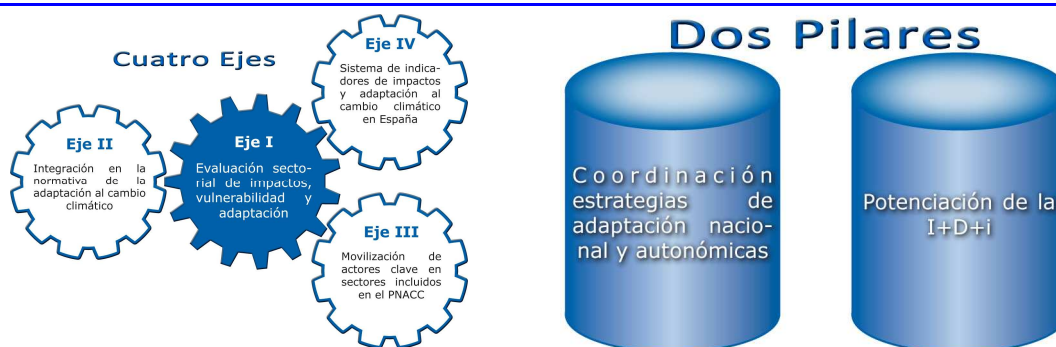 Cuatro Ejes
Eje I
Evaluación secto-
rial de impactos,
vulnerabilidad y
adaptación
Eje II
Integración en la
normativa de la
adaptación al cambio
climático
Eje III
Movilización de
actores clave en
sectores incluidos
en el PNACC
Eje IV
Sistema de indica-
dores de impactos
y adaptación al
cambio climático
en España
Dos Pilares
Coordinación
estrategias de
adaptación nacio-
nal y autonómicas
Potenciación de la
I+D+i